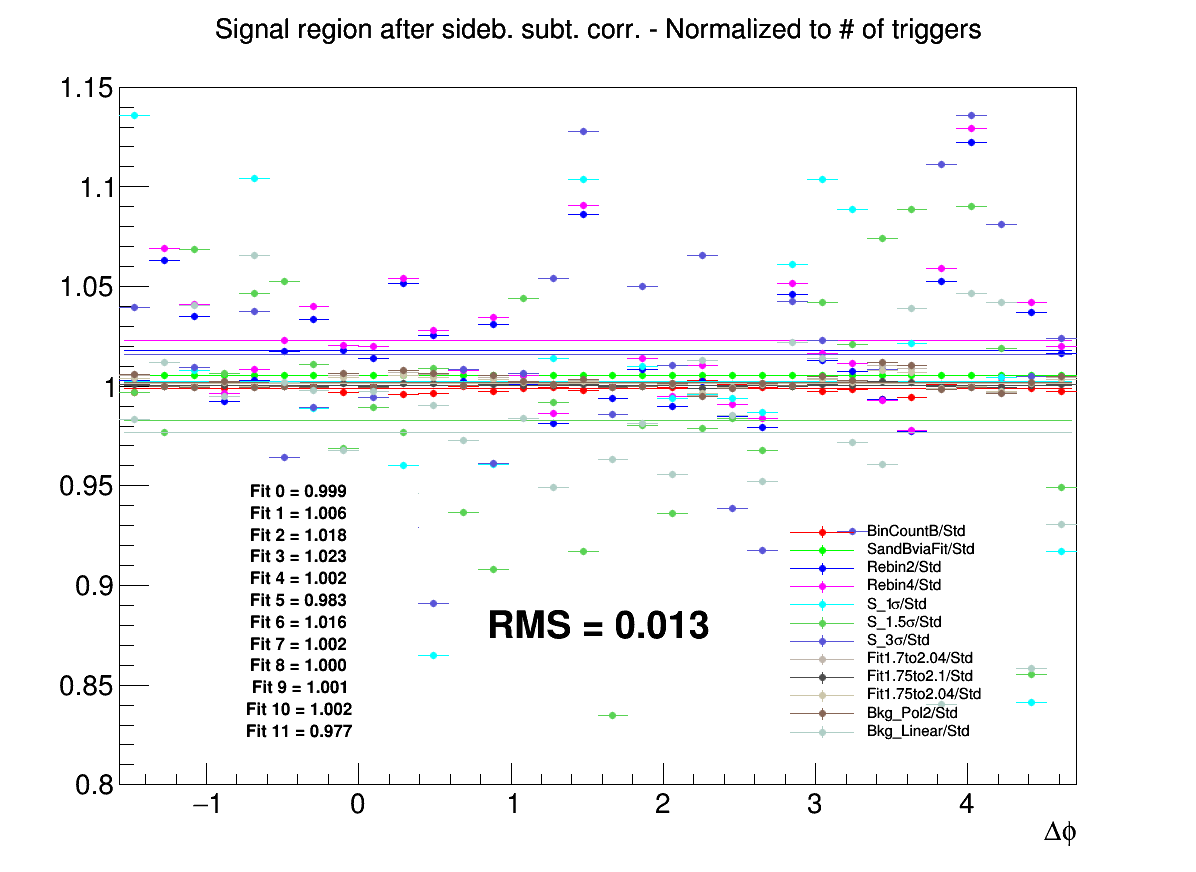 Signal region after sideb. subt. corr. - Normalized to # of triggers
1.15
1.1
1.05
1
0.95
0.9
0.85
0.8
Fit 0 = 0.999
Fit 1 = 1.006
Fit 2 = 1.018
Fit 3 = 1.023
Fit 4 = 1.002
Fit 5 = 0.983
Fit 6 = 1.016
Fit 7 = 1.002
Fit 8 = 1.000
Fit 9 = 1.001
Fit 10 = 1.002
Fit 11 = 0.977
RMS = 0.013
BinCountB/Std
SandBviaFit/Std
Rebin2/Std
Rebin4/Std
S_1σ/Std
S_1.5σ/Std
S_3σ/Std
Fit1.7to2.04/Std
Fit1.75to2.1/Std
Fit1.75to2.04/Std
Bkg_Pol2/Std
Bkg_Linear/Std
−1 0 1 2 3 4
Δϕ